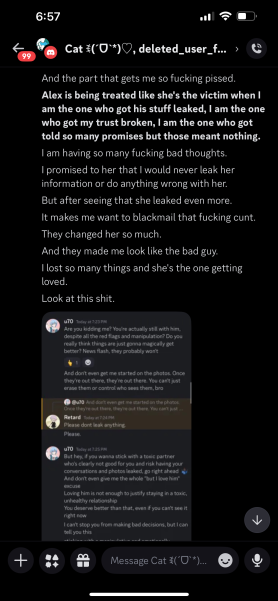 6:57
99
Cat ꒰(˙ᗜ˙*)♡, deleted_user_f...
And the part that gets me so fucking pissed.
Alex is being treated like she's the victim when I
am the one who got his stuff leaked, I am the one
who got my trust broken, I am the one who got
told so many promises but those meant nothing.
I am having so many fucking bad thoughts.
I promised to her that I would never leak her
information or do anything wrong with her.
But after seeing that she leaked even more.
It makes me want to blackmail that fucking cunt.
They changed her so much.
And they made me look like the bad guy.
I lost so many things and she's the one getting
loved.
Look at this shit.
u70 Today at 7:23 PM
Are you kidding me? You're actually still with him,
despite all the red flags and manipulation? Do you
really think things are just gonna magically get
better? News flash, they probably won't
And don't even get me started on the photos. Once
they're out there, they're out there. You can't just
erase them or control who sees them, bro
@u70 And don't even get me started on the photos.
Once they're out there, they're out there. You can't just
Retard Today at 7:24 PM
Please dont leak anything
Please.
u70 Today at 7:25 PM
But hey, if you wanna stick with a toxic partner
who's clearly not good for you and risk having your
conversations and photos leaked, go right ahead
And don't even give me the whole "but I love him"
excuse
Loving him is not enough to justify staying in a toxic,
unhealthy relationship
You deserve better than that, even if you can't see it
right now
I can't stop you from making bad decisions, but I can
tell you this
Message Cat ꒰(˙ᗜ˙*)...